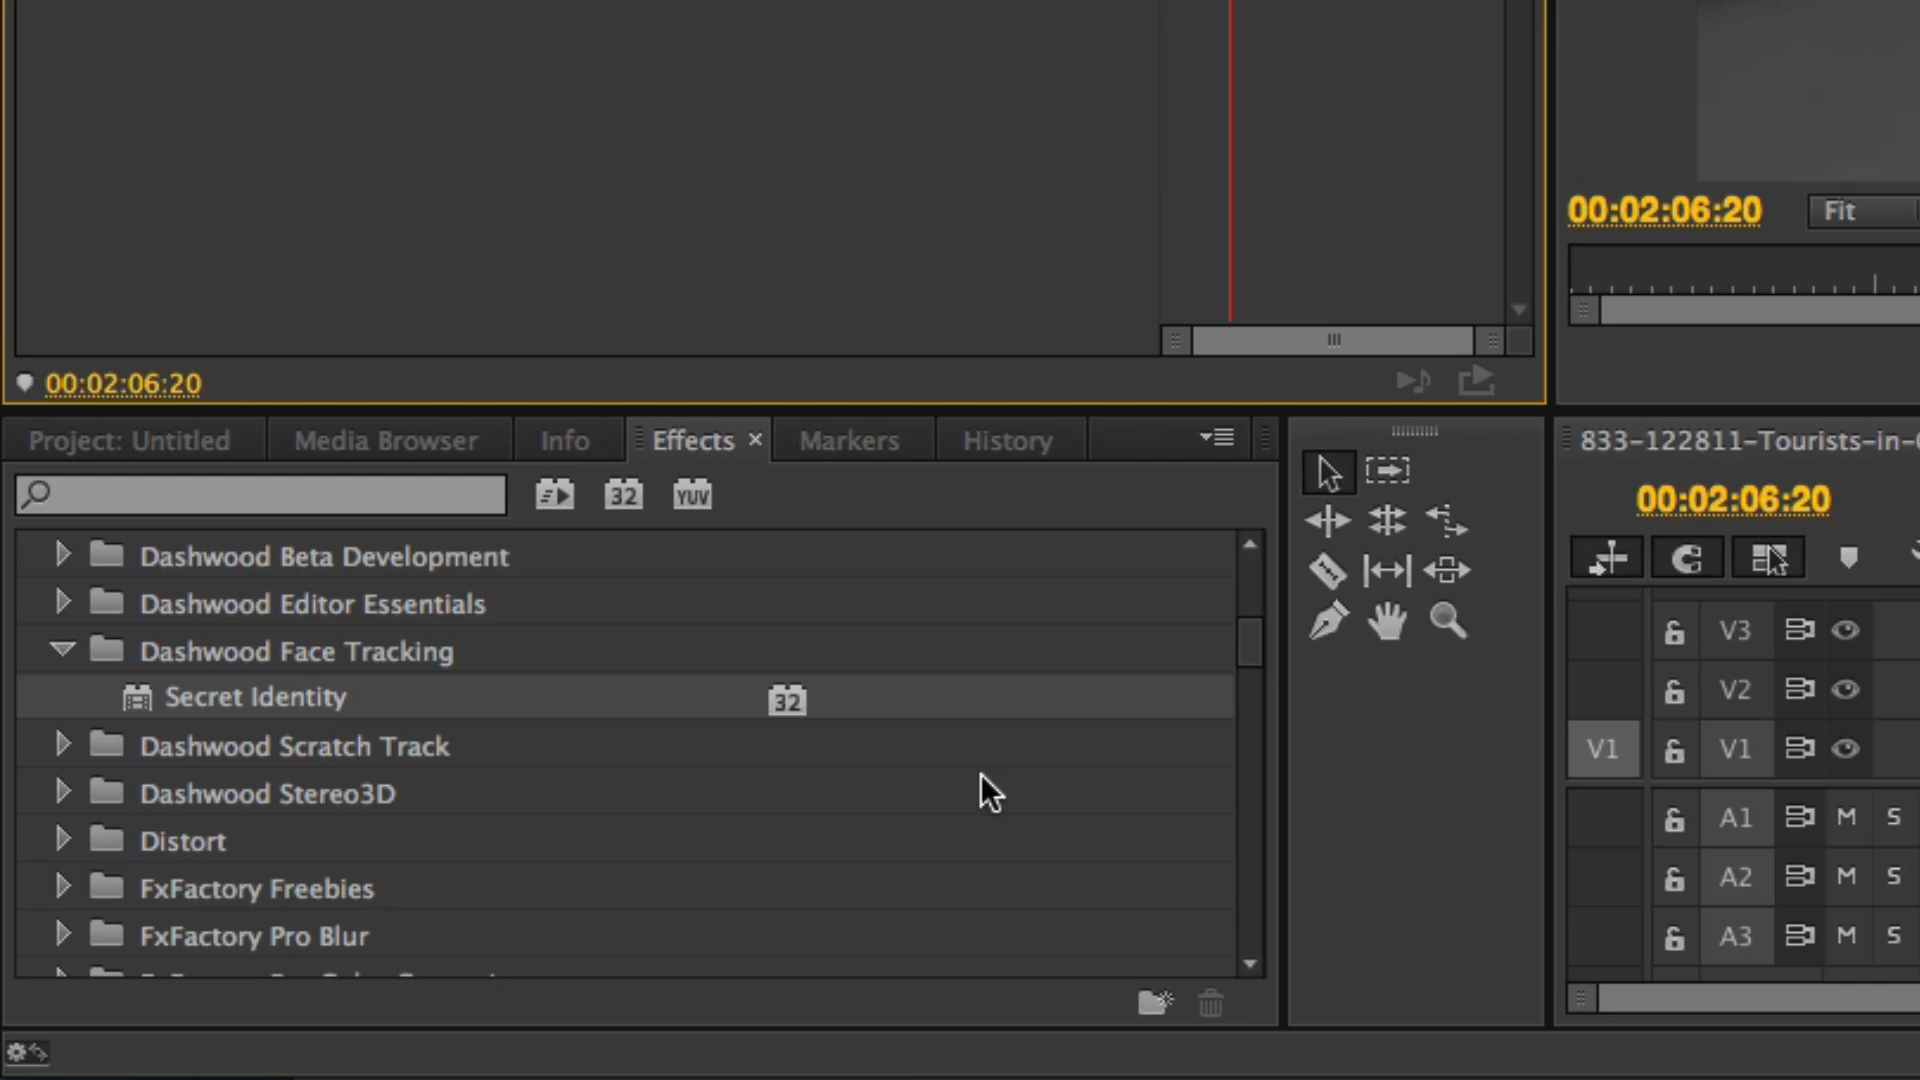 00:02:06:20
Fit
00:02:06:20
Project: Untitled
Media Browser
Info
Effects ×
Markers
History
833-122811-Tourists-in-
32
YUV
00:02:06:20
Dashwood Beta Development
Dashwood Editor Essentials
Dashwood Face Tracking
Secret Identity
32
Dashwood Scratch Track
Dashwood Stereo3D
Distort
FxFactory Freebies
FxFactory Pro Blur
V3
V2
V1 V1
A1 M S
A2 M S
A3 M S